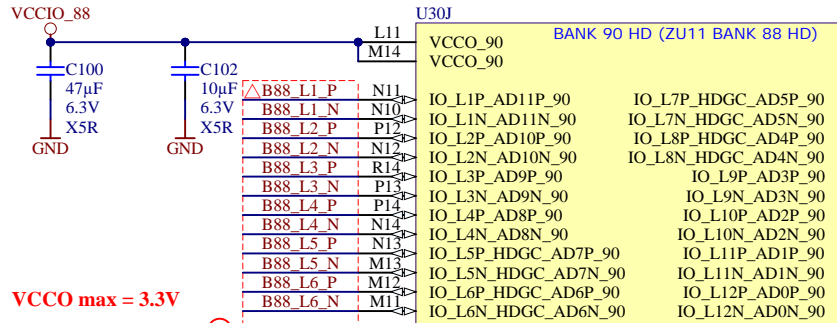 VCCIO_88
U30J
BANK 90 HD (ZU11 BANK 88 HD)
L11 VCCO_90
M14 VCCO_90
C100 C102
47µF 10µF
6.3V 6.3V
X5R X5R
GND GND
B88_L1_P N11 IO_L1P_AD11P_90 IO_L7P_HDGC_AD5P_90
B88_L1_N N10 IO_L1N_AD11N_90 IO_L7N_HDGC_AD5N_90
B88_L2_P P12 IO_L2P_AD10P_90 IO_L8P_HDGC_AD4P_90
B88_L2_N N12 IO_L2N_AD10N_90 IO_L8N_HDGC_AD4N_90
B88_L3_P R14 IO_L3P_AD9P_90 IO_L9P_AD3P_90
B88_L3_N P13 IO_L3N_AD9N_90 IO_L9N_AD3N_90
B88_L4_P P14 IO_L4P_AD8P_90 IO_L10P_AD2P_90
B88_L4_N N14 IO_L4N_AD8N_90 IO_L10N_AD2N_90
B88_L5_P N13 IO_L5P_HDGC_AD7P_90 IO_L11P_AD1P_90
B88_L5_N M13 IO_L5N_HDGC_AD7N_90 IO_L11N_AD1N_90
B88_L6_P M12 IO_L6P_HDGC_AD6P_90 IO_L12P_AD0P_90
B88_L6_N M11 IO_L6N_HDGC_AD6N_90 IO_L12N_AD0N_90
VCCO max = 3.3V